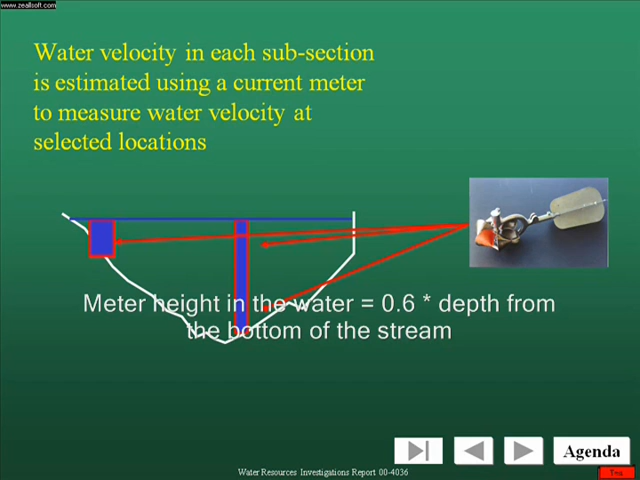 www.zeallsoft.com
Water velocity in each sub-section
is estimated using a current meter
to measure water velocity at
selected locations
Meter height in the water = 0.6 * depth from
the bottom of the stream
Agenda
Water Resources Investigations Report 00-4036